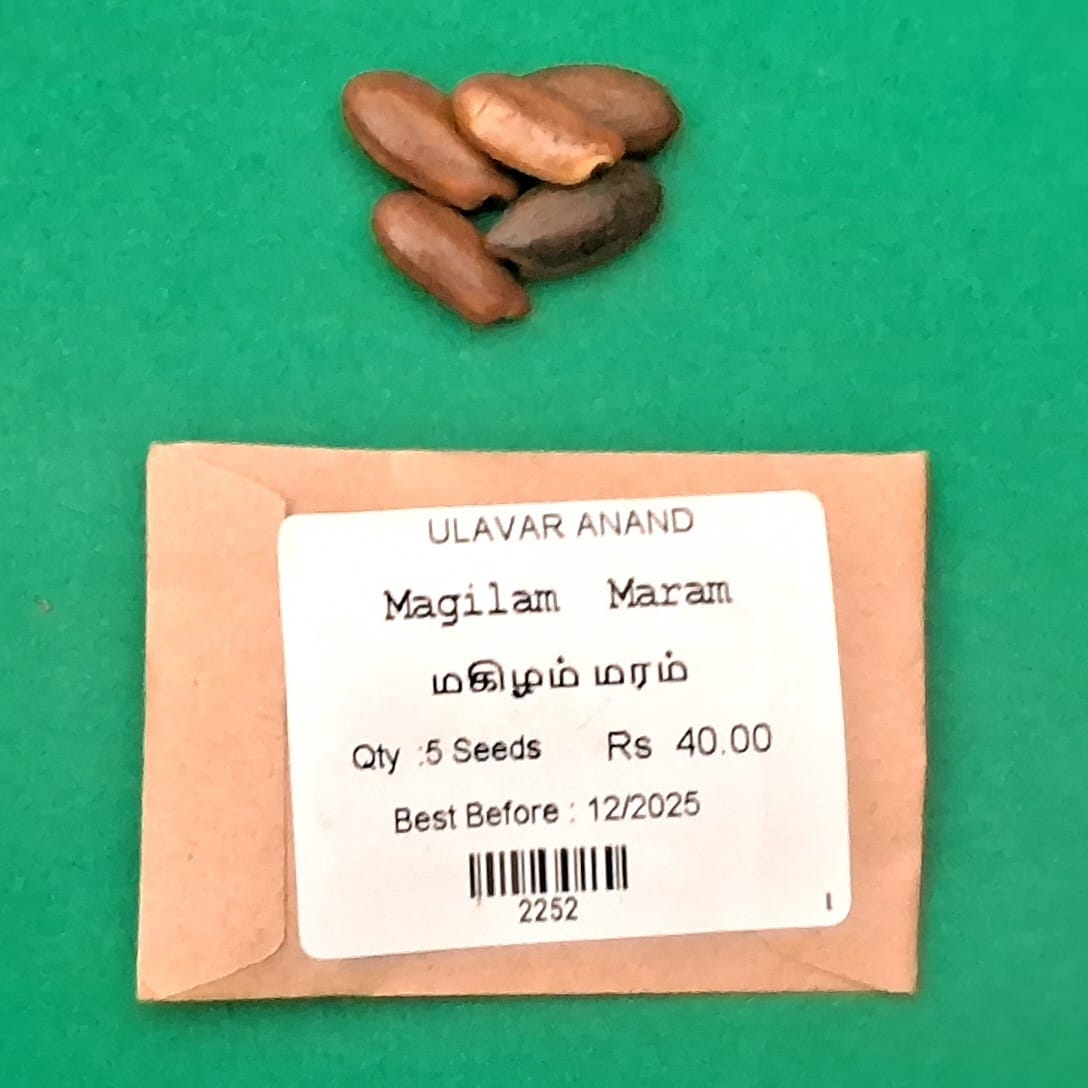 ULAVAR ANAND
Magilam Maram
மகிழம் மரம்
Qty :5 Seeds Rs 40.00
Best Before : 12/2025
2252